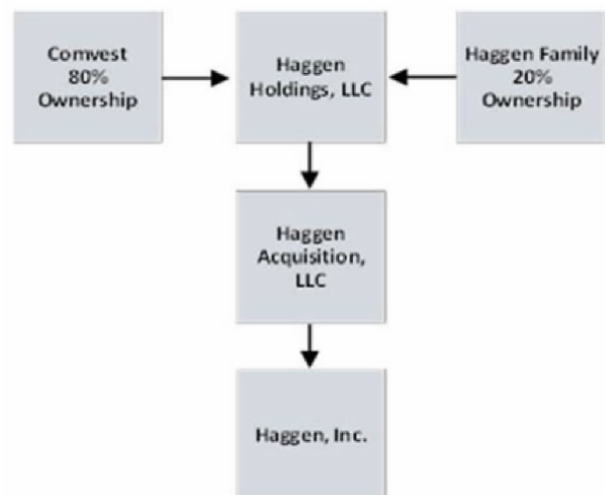 Comvest
80%
Ownership
Haggen
Holdings, LLC
Haggen Family
20%
Ownership
Haggen
Acquisition,
LLC
Haggen, Inc.